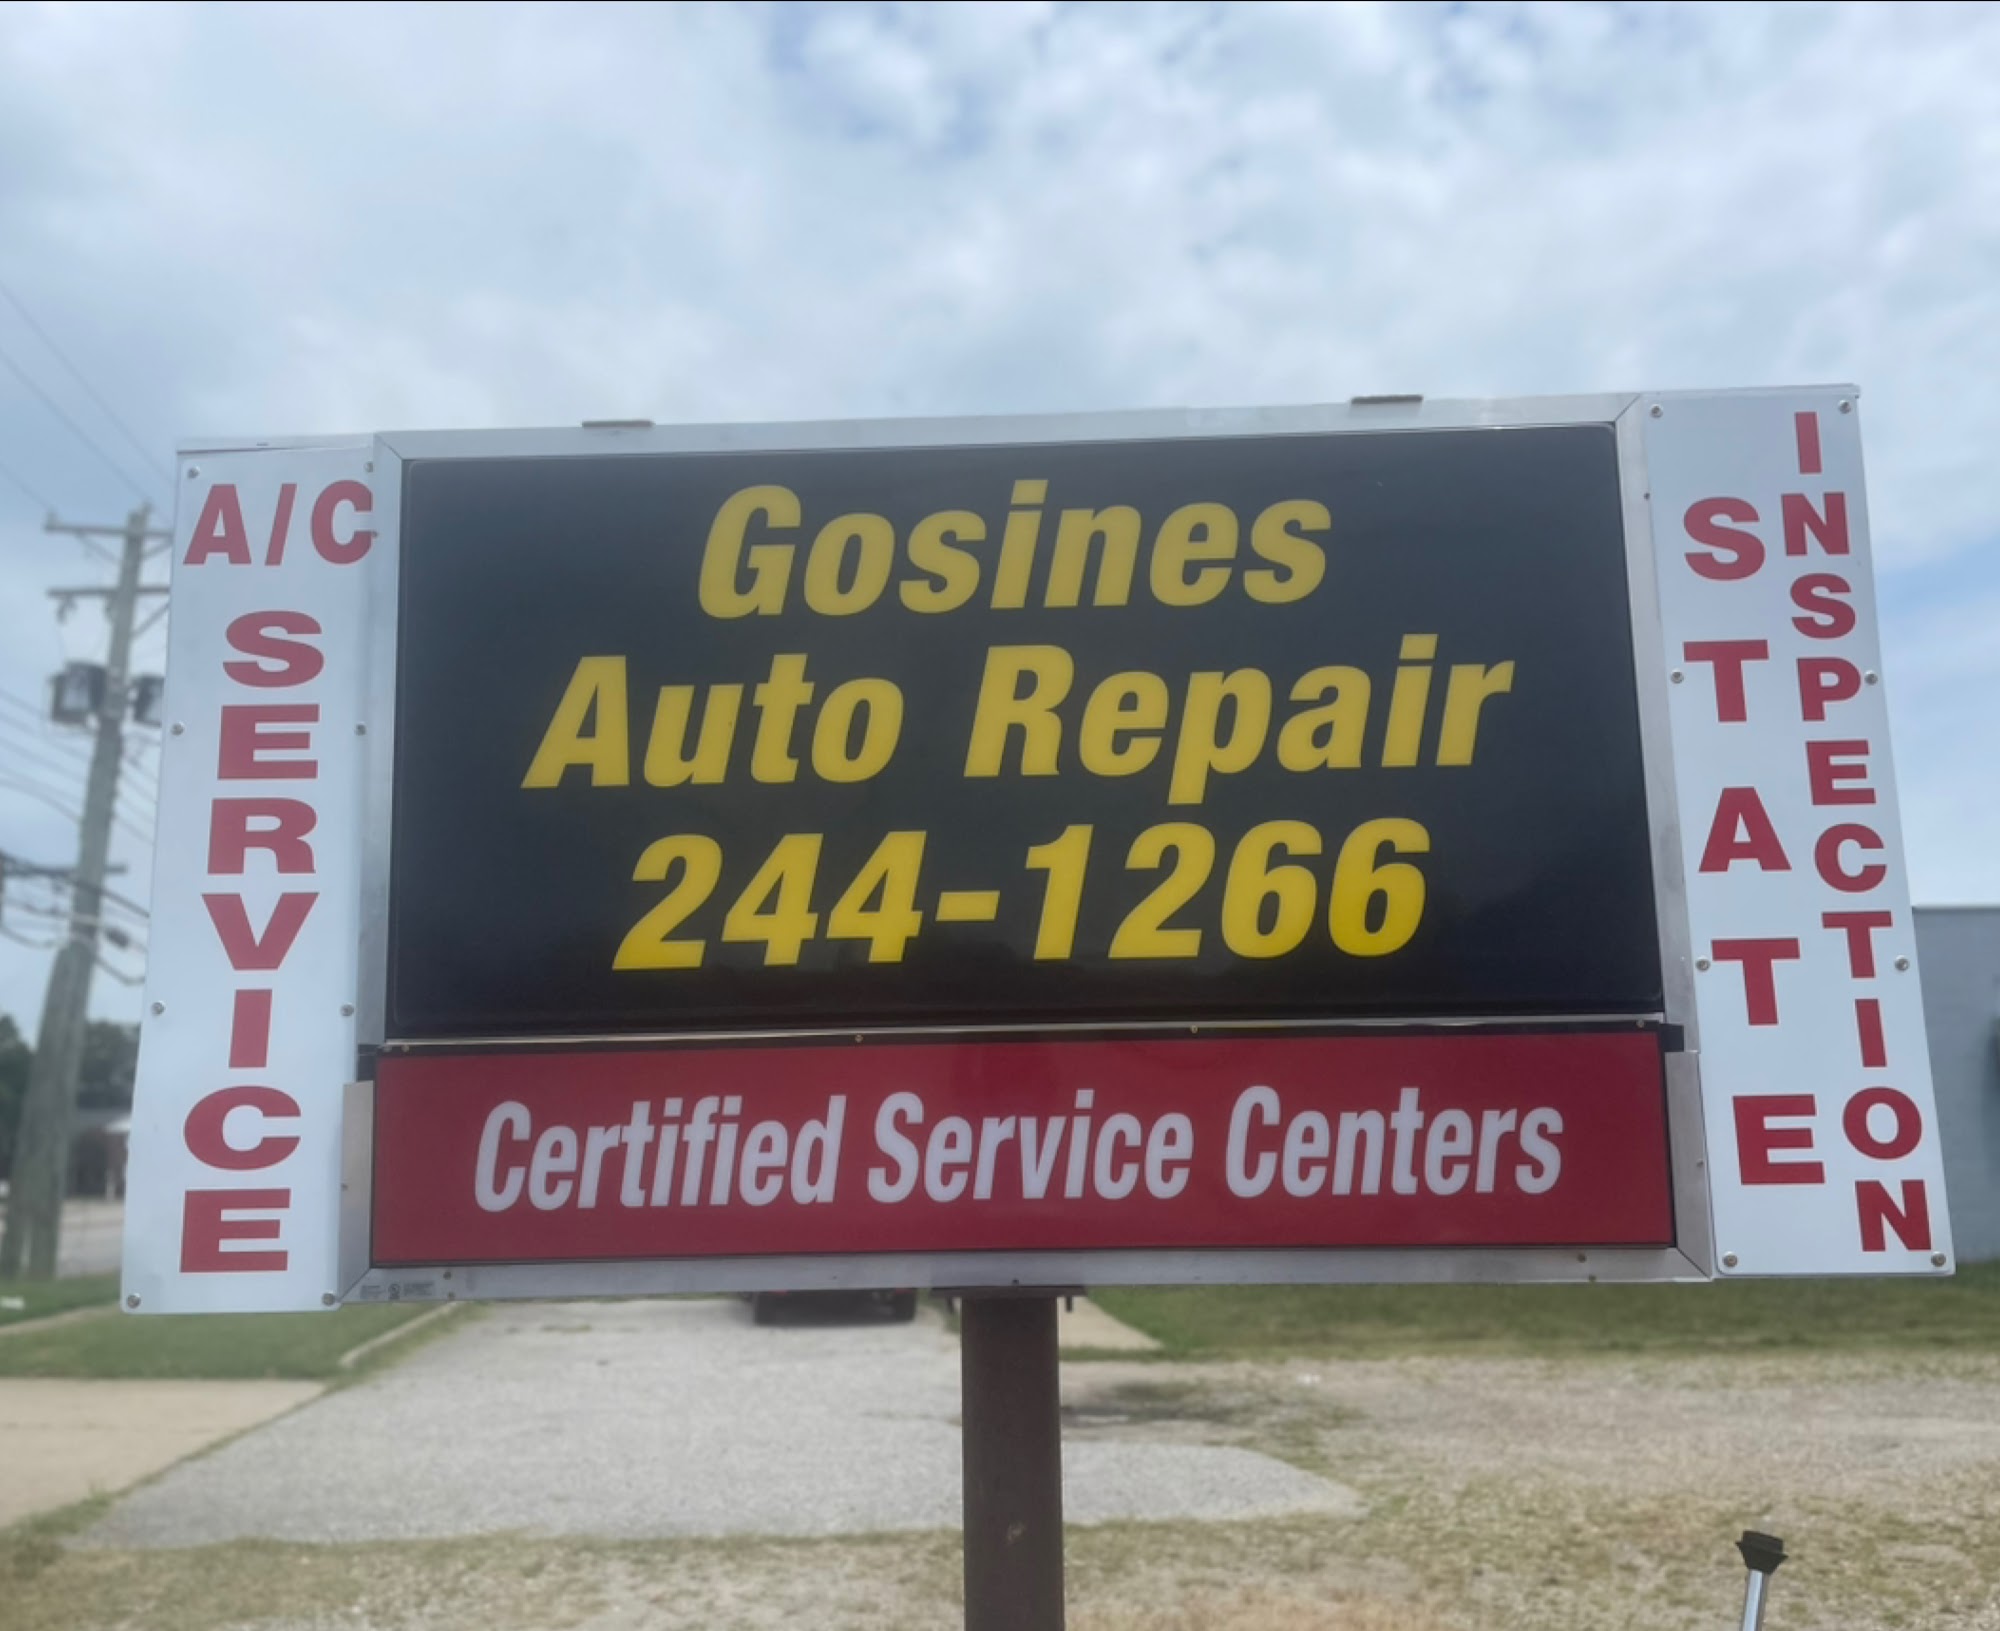 A/C
SERVICE
Gosines
Auto Repair
244-1266
Certified Service Centers
STATE
INSPECTION